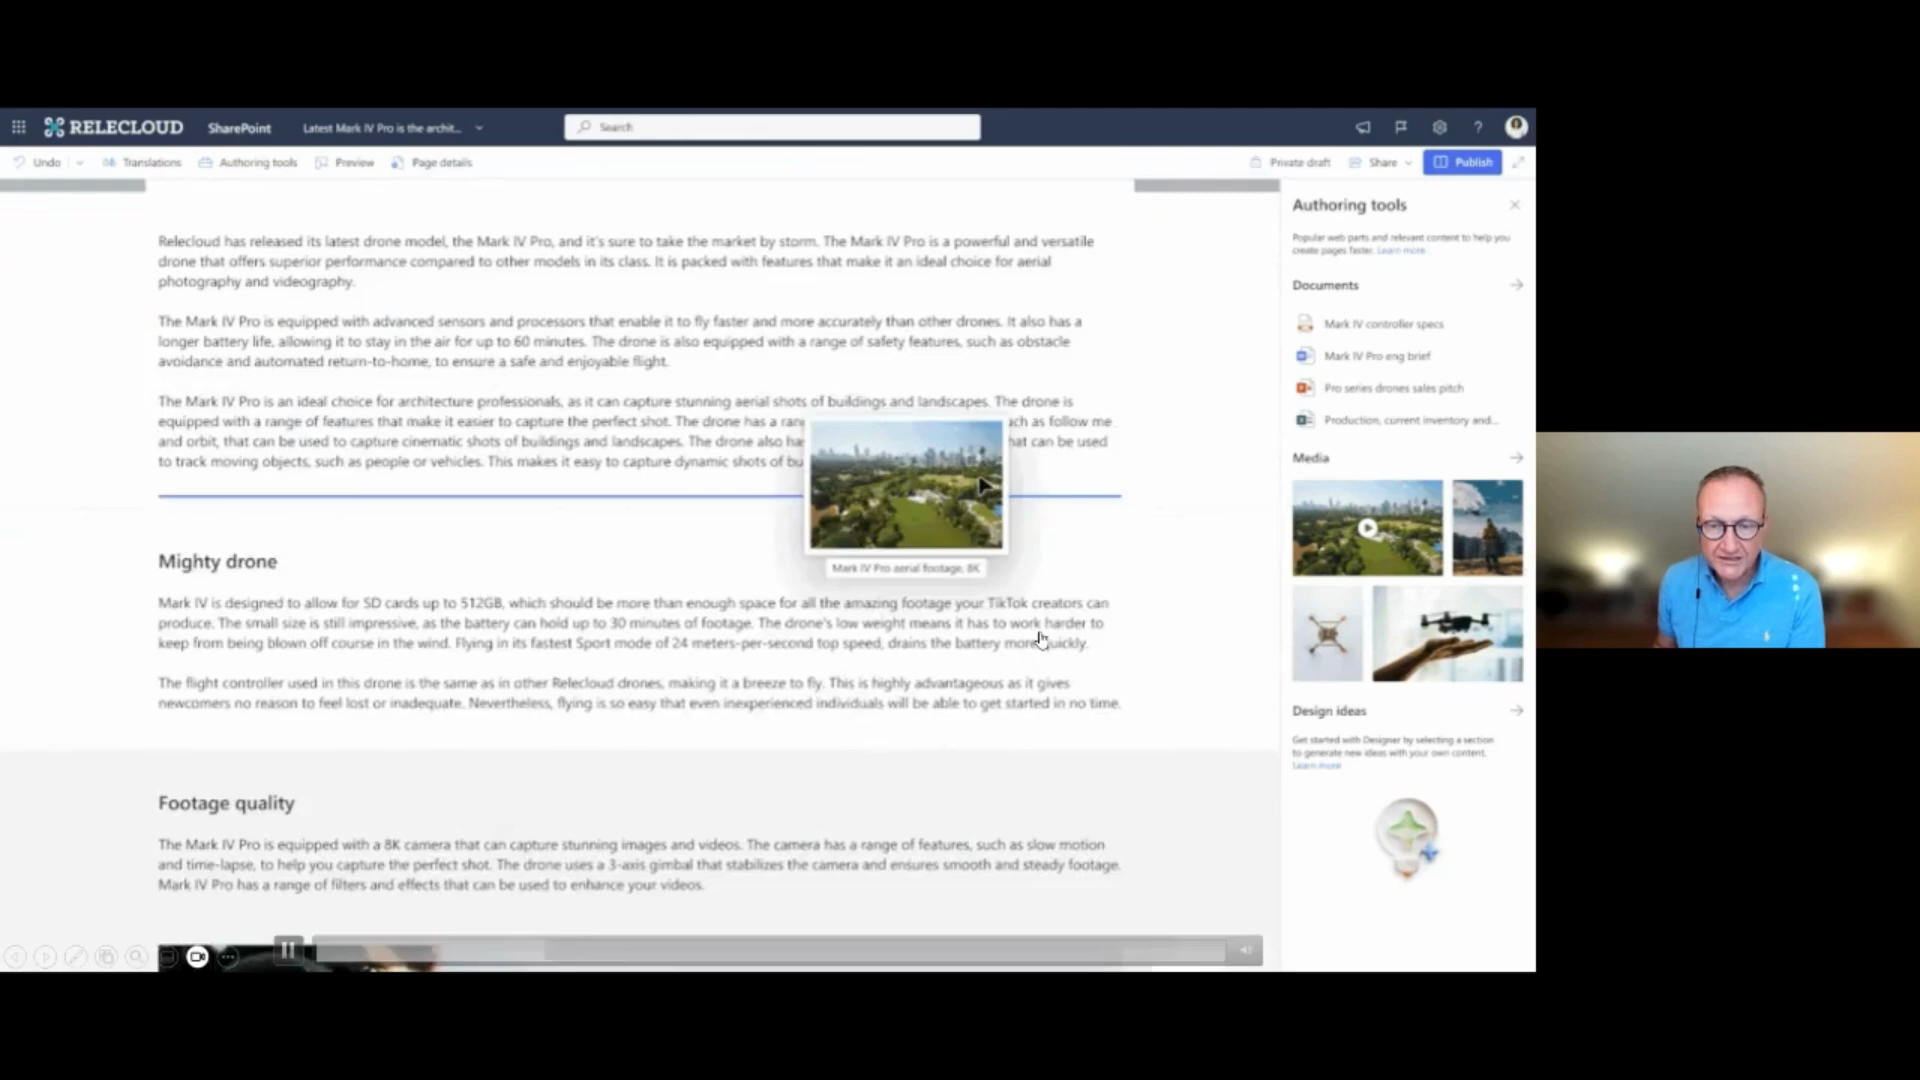 RELECLOUD SharePoint Latest Mark IV Pro is the archit... Search ?
Undo Translations Authoring tools Preview Page details Private draft Share Publish
Relecloud has released its latest drone model, the Mark IV Pro, and it's sure to take the market by storm. The Mark IV Pro is a powerful and versatile
drone that offers superior performance compared to other models in its class. It is packed with features that make it an ideal choice for aerial
photography and videography.
The Mark IV Pro is equipped with advanced sensors and processors that enable it to fly faster and more accurately than other drones. It also has a
longer battery life, allowing it to stay in the air for up to 60 minutes. The drone is also equipped with a range of safety features, such as obstacle
avoidance and automated return-to-home, to ensure a safe and enjoyable flight.
The Mark IV Pro is an ideal choice for architecture professionals, as it can capture stunning aerial shots of buildings and landscapes. The drone is
equipped with a range of features that make it easier to capture the perfect shot. The drone has a ran uch as follow me
and orbit, that can be used to capture cinematic shots of buildings and landscapes. The drone also has hat can be used
to track moving objects, such as people or vehicles. This makes it easy to capture dynamic shots of bu
Mark IV Pro aerial footage, 8K
Mighty drone
Mark IV is designed to allow for SD cards up to 512GB, which should be more than enough space for all the amazing footage your TikTok creators can
produce. The small size is still impressive, as the battery can hold up to 30 minutes of footage. The drone's low weight means it has to work harder to
keep from being blown off course in the wind. Flying in its fastest Sport mode of 24 meters-per-second top speed, drains the battery more quickly.
The flight controller used in this drone is the same as in other Relecloud drones, making it a breeze to fly. This is highly advantageous as it gives
newcomers no reason to feel lost or inadequate. Nevertheless, flying is so easy that even inexperienced individuals will be able to get started in no time.
Footage quality
The Mark IV Pro is equipped with a 8K camera that can capture stunning images and videos. The camera has a range of features, such as slow motion
and time-lapse, to help you capture the perfect shot. The drone uses a 3-axis gimbal that stabilizes the camera and ensures smooth and steady footage.
Mark IV Pro has a range of filters and effects that can be used to enhance your videos.
Authoring tools
Popular web parts and relevant content to help you
create pages faster. Learn more
Documents
Mark IV controller specs
Mark IV Pro eng brief
Pro series drones sales pitch
Production, current inventory and...
Media
Design ideas
Get started with Designer by selecting a section
to generate new ideas with your own content.
Learn more